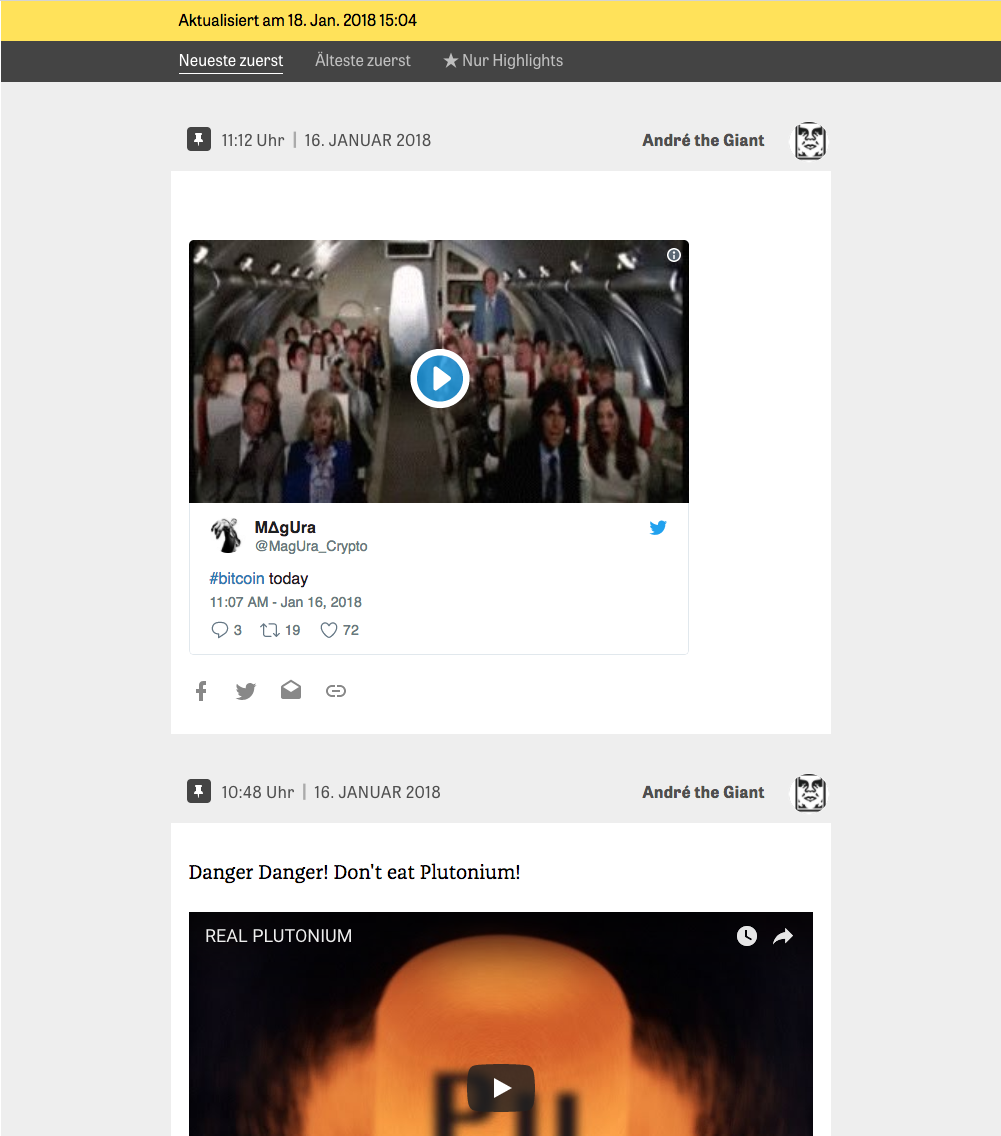 Aktualisiert am 18. Jan. 2018 15:04
Neueste zuerst Älteste zuerst ★ Nur Highlights
11:12 Uhr | 16. JANUAR 2018 André the Giant
MΔgUra
@MagUra_Crypto
#bitcoin today
11:07 AM - Jan 16, 2018
3 19 72
10:48 Uhr | 16. JANUAR 2018 André the Giant
Danger Danger! Don't eat Plutonium!
REAL PLUTONIUM
Pu